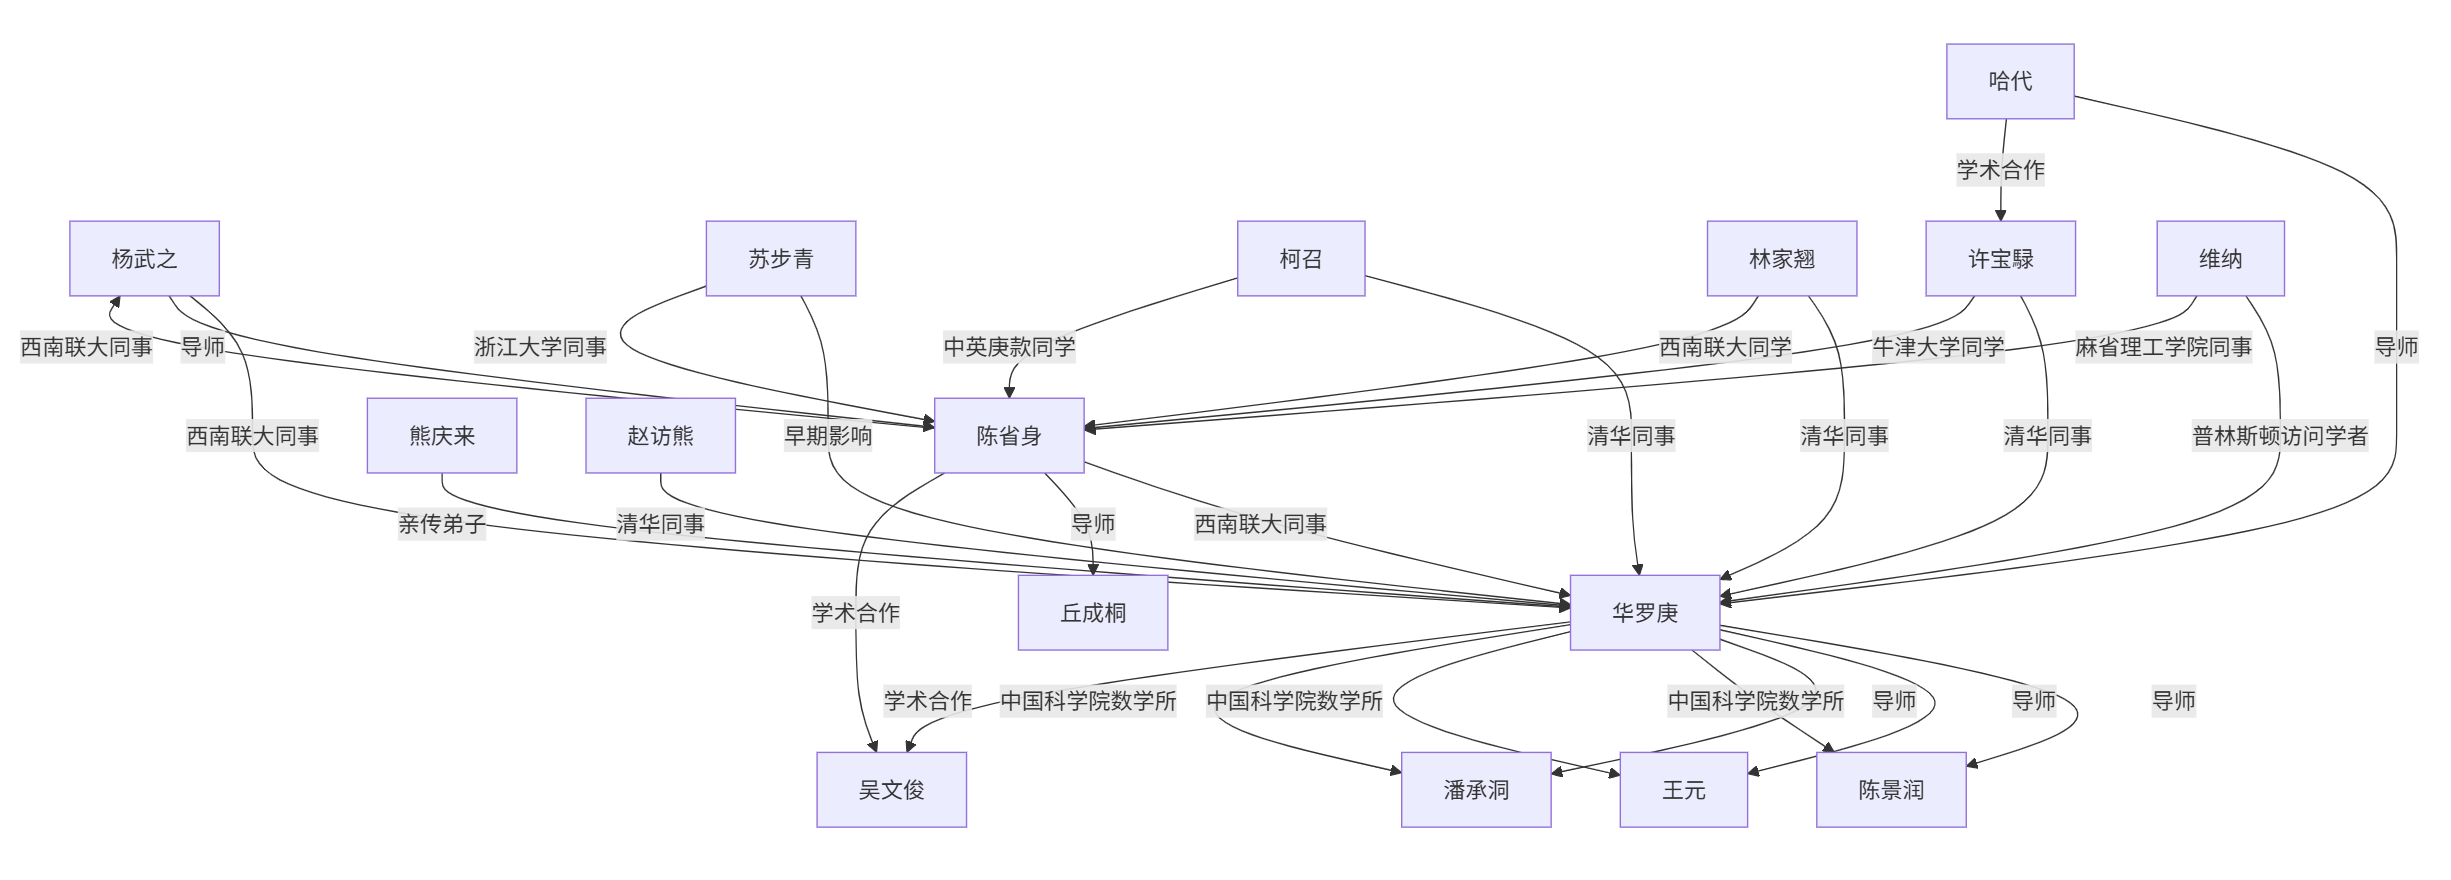 哈代
学术合作
杨武之
苏步青
柯召
林家翘
许宝騄
维纳
西南联大同事
导师
浙江大学同事
中英庚款同学
西南联大同学
牛津大学同学
麻省理工学院同事
导师
西南联大同事
熊庆来
赵访熊
早期影响
陈省身
清华同事
清华同事
清华同事
普林斯顿访问学者
亲传弟子
清华同事
导师
西南联大同事
学术合作
丘成桐
华罗庚
学术合作
中国科学院数学所
中国科学院数学所
中国科学院数学所
导师
导师
导师
吴文俊
潘承洞
王元
陈景润